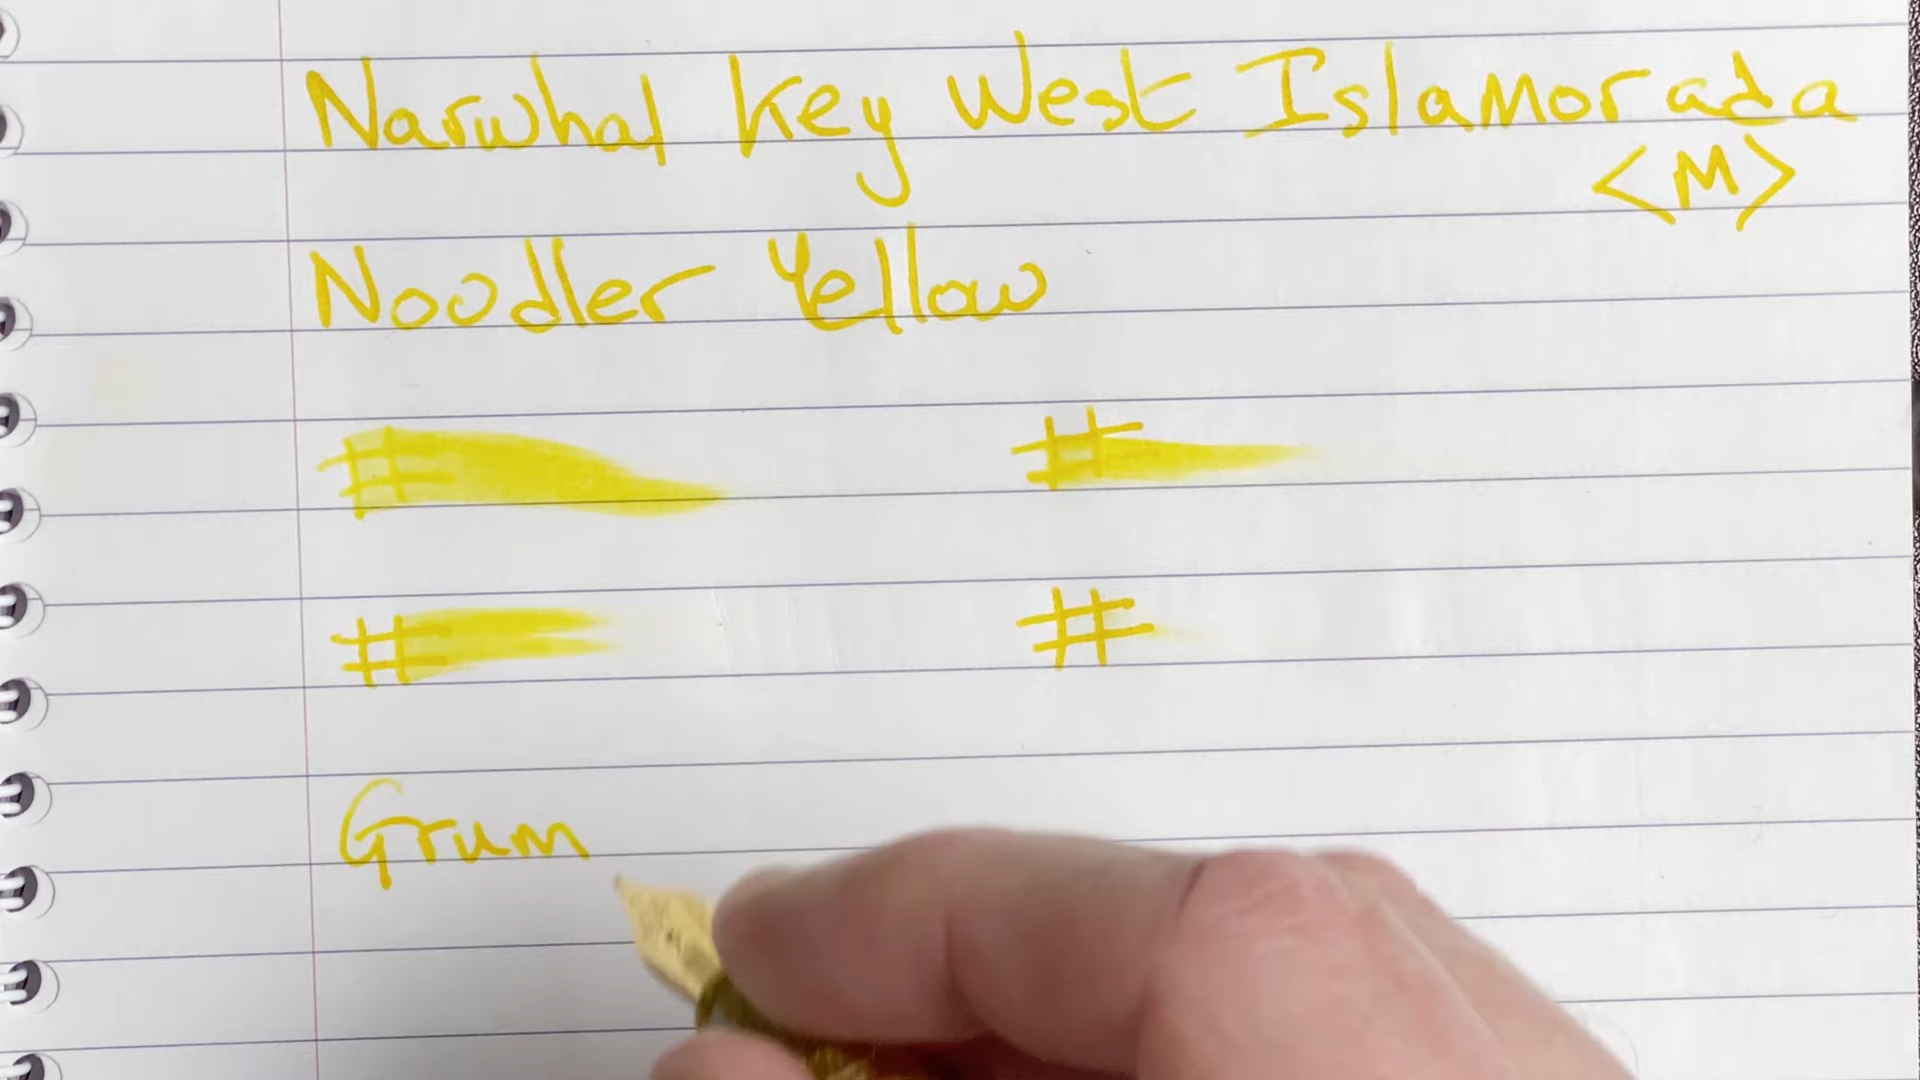 Narwhal Key West Islamorada
<M>
Noodler Yellow
# #
# #
Grum